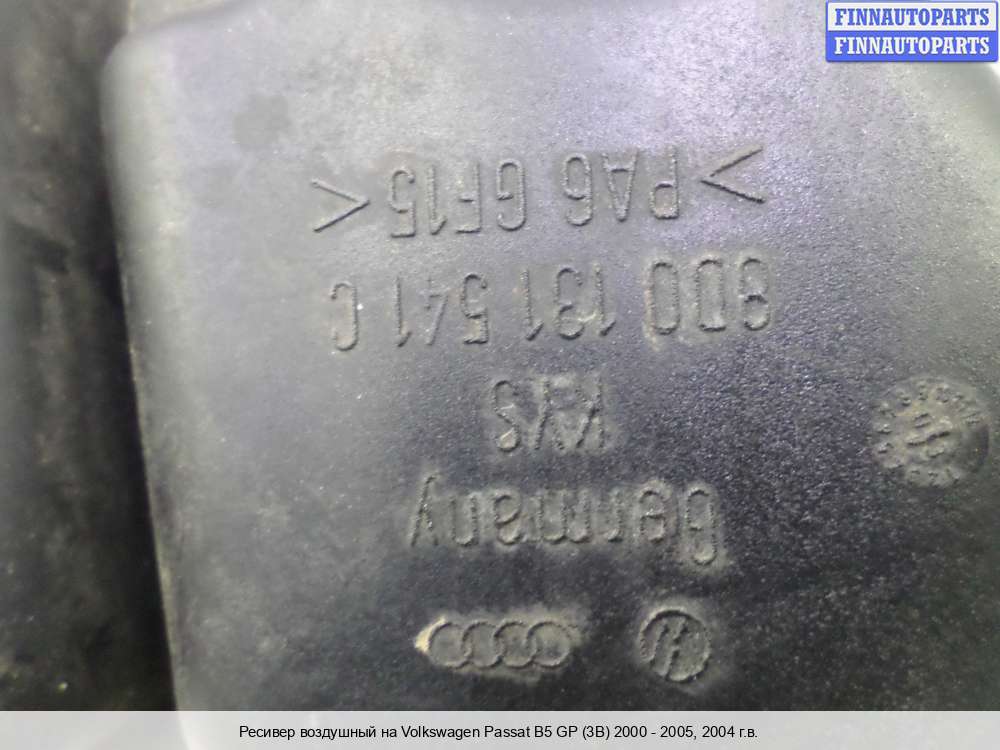 FINNAUTOPARTS
FINNAUTOPARTS
Germany
KVS
8D0 131 541 C
>PA6 GF15<
Ресивер воздушный на Volkswagen Passat B5 GP (3B) 2000 - 2005, 2004 г.в.